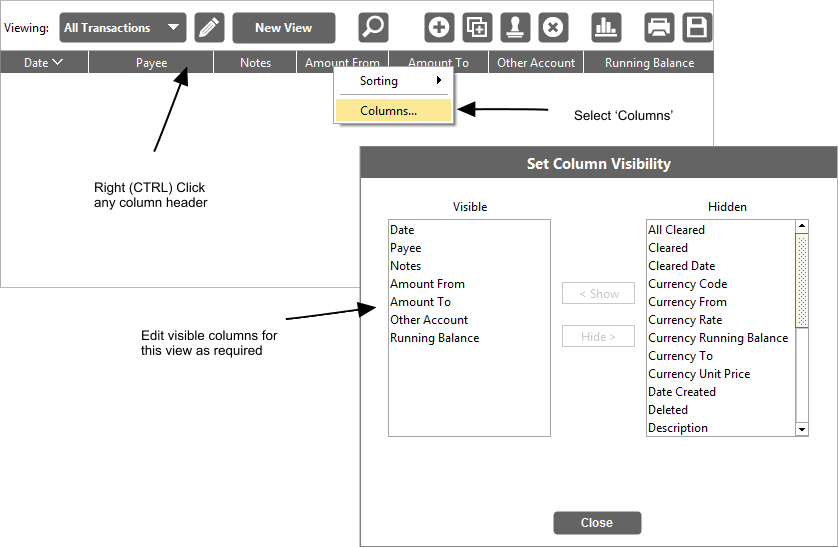 Viewing: All Transactions New View
Date Payee Notes Amount From Amount To Other Account Running Balance
Sorting
Columns...
Select ‘Columns’
Right (CTRL) Click
any column header
Set Column Visibility
Visible
Date
Payee
Notes
Amount From
Amount To
Other Account
Running Balance
< Show
Hide >
Hidden
All Cleared
Cleared
Cleared Date
Currency Code
Currency From
Currency Rate
Currency Running Balance
Currency To
Currency Unit Price
Date Created
Deleted
Description
Edit visible columns for
this view as required
Close